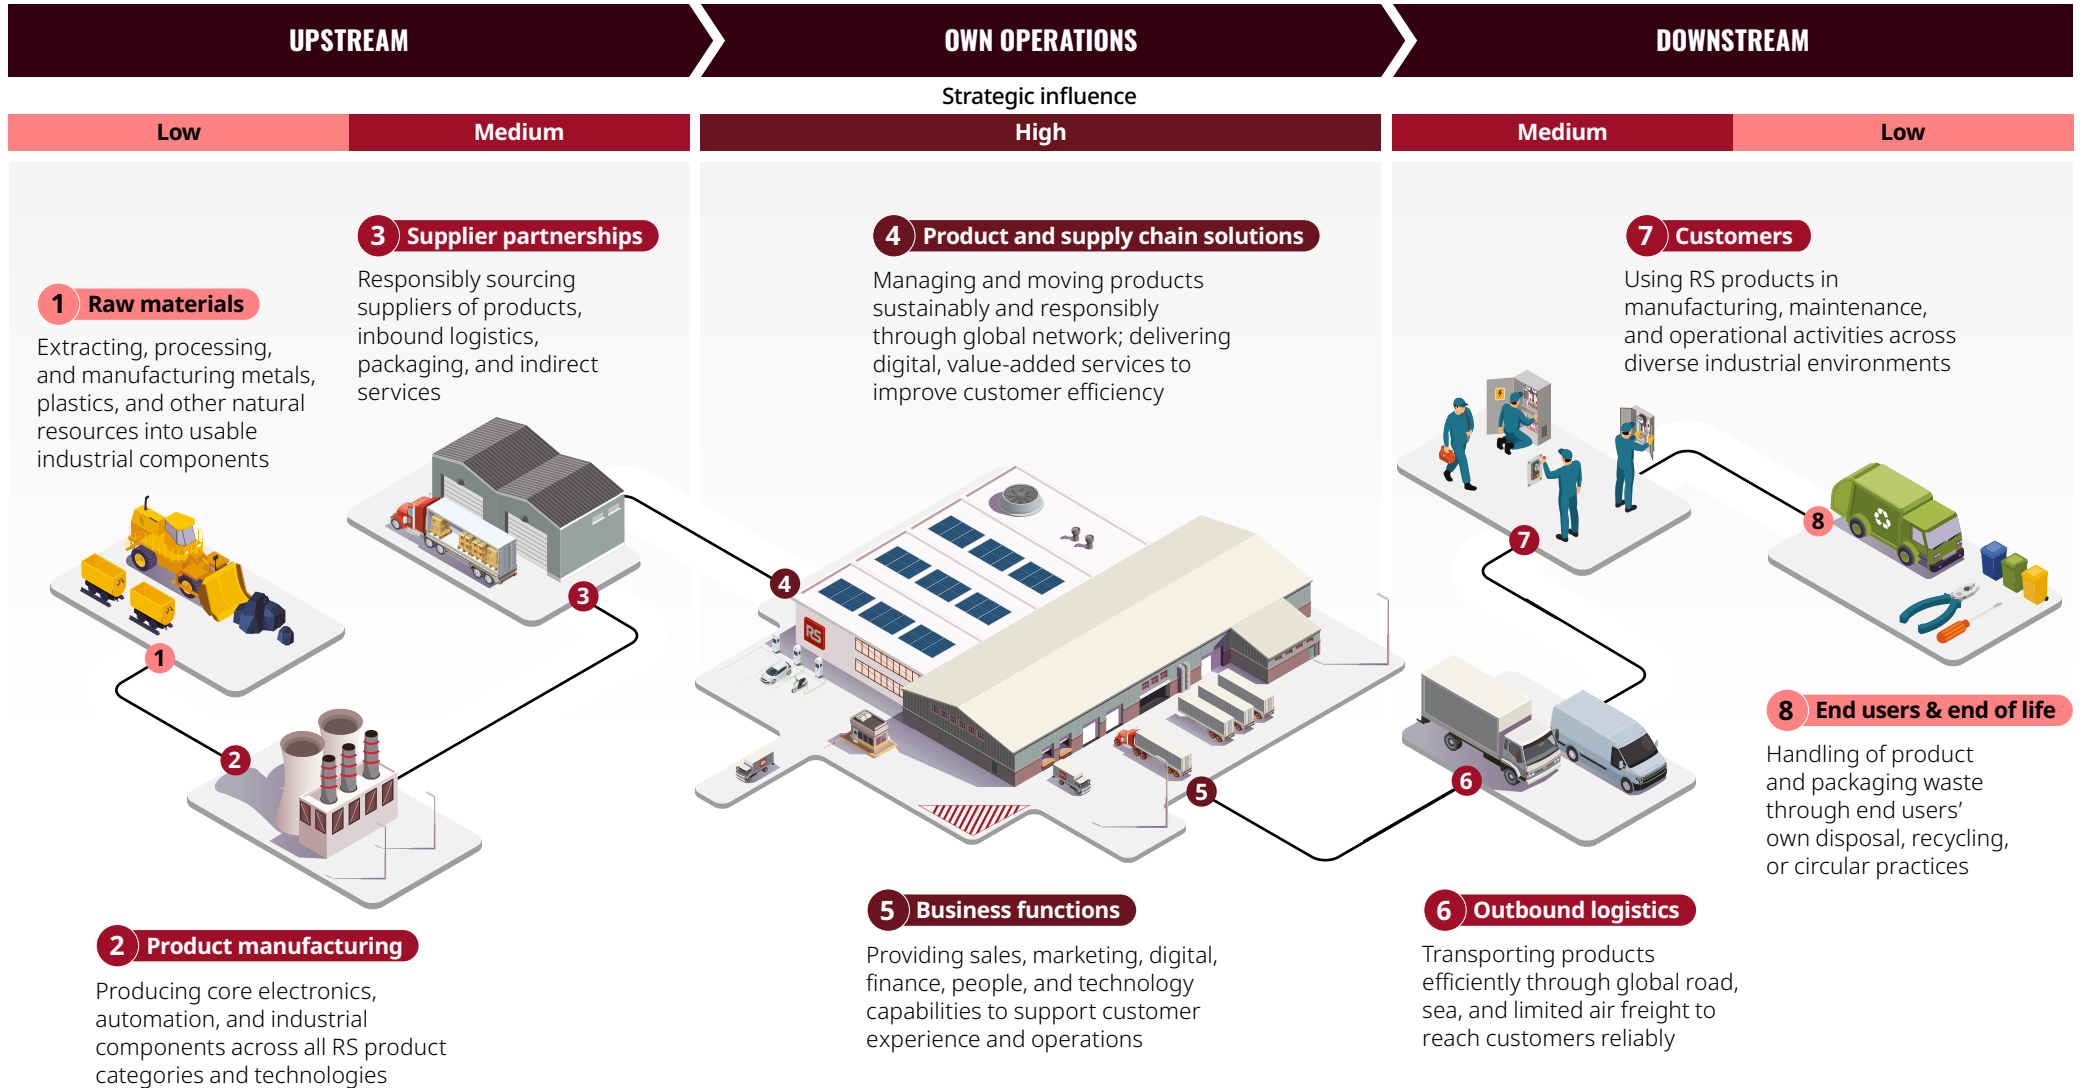 UPSTREAM
OWN OPERATIONS
DOWNSTREAM
Strategic influence
Low
Medium
High
Medium
Low
1 Raw materials
Extracting, processing,
and manufacturing metals,
plastics, and other natural
resources into usable
industrial components
3 Supplier partnerships
Responsibly sourcing
suppliers of products,
inbound logistics,
packaging, and indirect
services
4 Product and supply chain solutions
Managing and moving products
sustainably and responsibly
through global network; delivering
digital, value-added services to
improve customer efficiency
7 Customers
Using RS products in
manufacturing, maintenance,
and operational activities across
diverse industrial environments
1
2
3
4
RS
5
6
7
8
2 Product manufacturing
Producing core electronics,
automation, and industrial
components across all RS product
categories and technologies
5 Business functions
Providing sales, marketing, digital,
finance, people, and technology
capabilities to support customer
experience and operations
6 Outbound logistics
Transporting products
efficiently through global road,
sea, and limited air freight to
reach customers reliably
8 End users & end of life
Handling of product
and packaging waste
through end users’
own disposal, recycling,
or circular practices